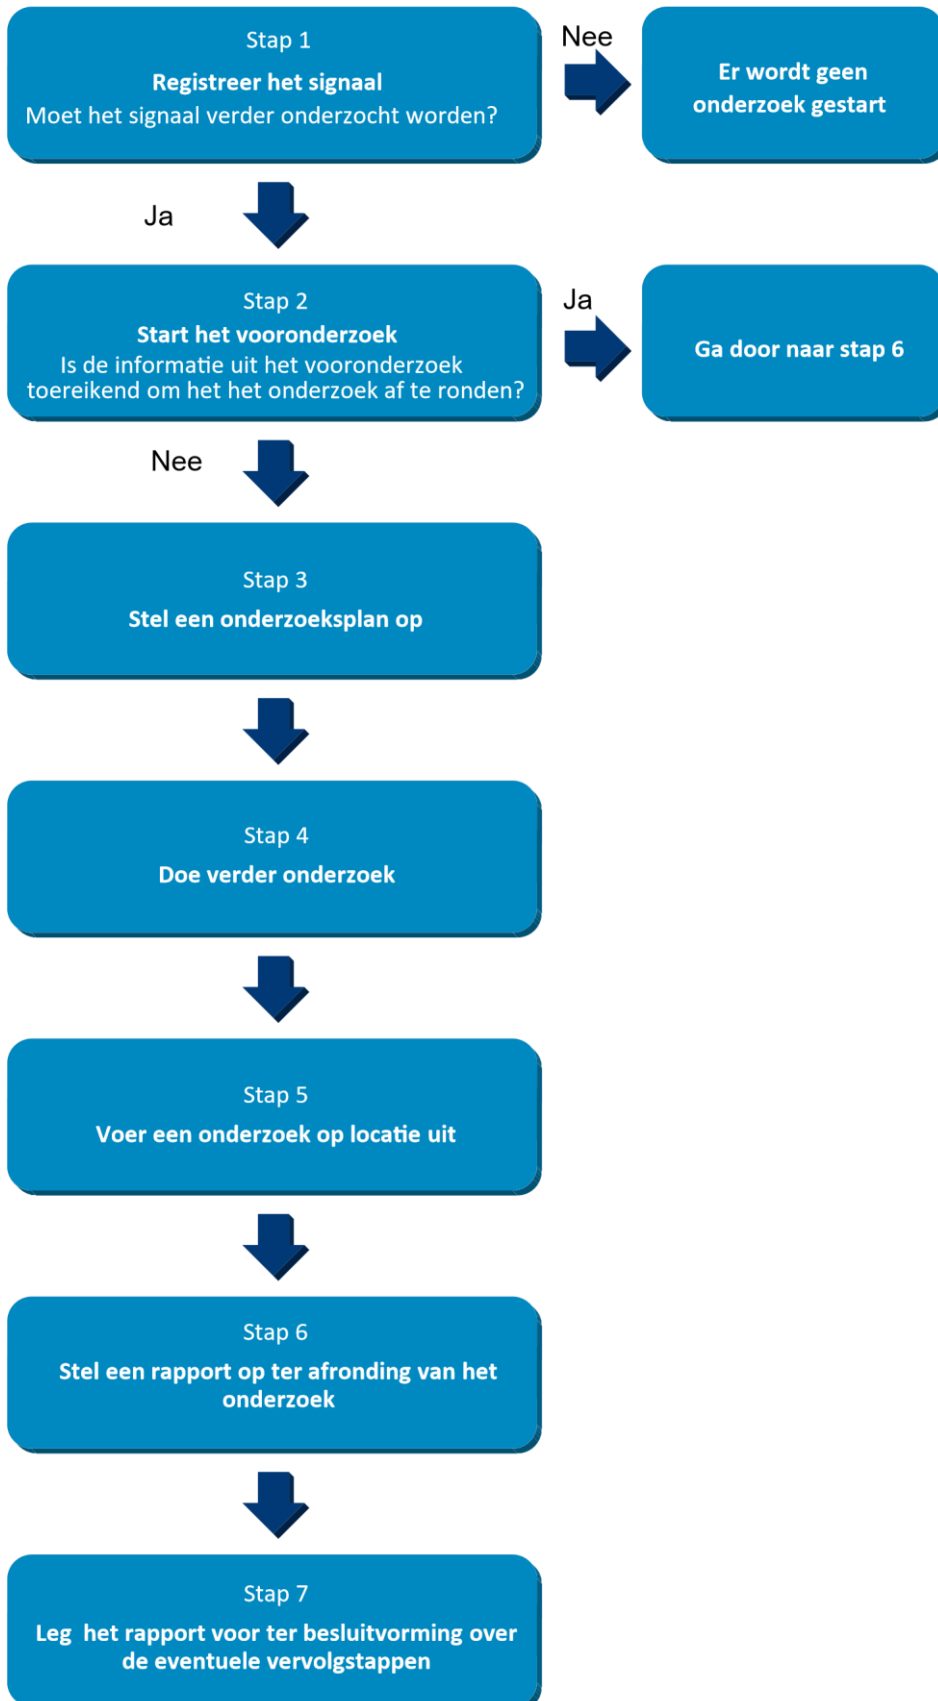 Stap 1
Registreer het signaal
Moet het signaal verder onderzocht worden?
Nee
Er wordt geen
onderzoek gestart
Ja
Stap 2
Start het vooronderzoek
Is de informatie uit het vooronderzoek
toereikend om het het onderzoek af te ronden?
Ja
Ga door naar stap 6
Nee
Stap 3
Stel een onderzoeksplan op
Stap 4
Doe verder onderzoek
Stap 5
Voer een onderzoek op locatie uit
Stap 6
Stel een rapport op ter afronding van het
onderzoek
Stap 7
Leg  het rapport voor ter besluitvorming over
de eventuele vervolgstappen